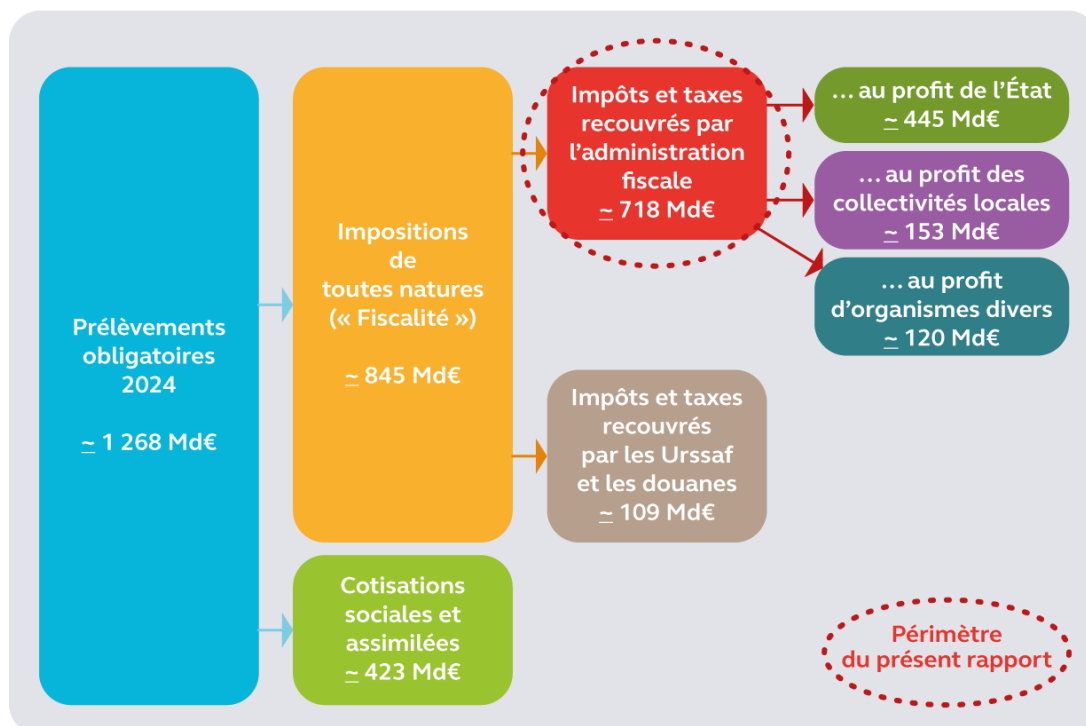 Prélèvements
obligatoires
2024
≃ 1 268 Md€
Impositions
de
toutes natures
(« Fiscalité »)
≃ 845 Md€
Cotisations
sociales et
assimilées
≃ 423 Md€
Impôts et taxes
recouvrés par
l’administration
fiscale
≃ 718 Md€
Impôts et taxes
recouvrés
par les Urssaf
et les douanes
≃ 109 Md€
… au profit de l’État
≃ 445 Md€
… au profit des
collectivités locales
≃ 153 Md€
… au profit
d’organismes divers
≃ 120 Md€
Périmètre
du présent rapport